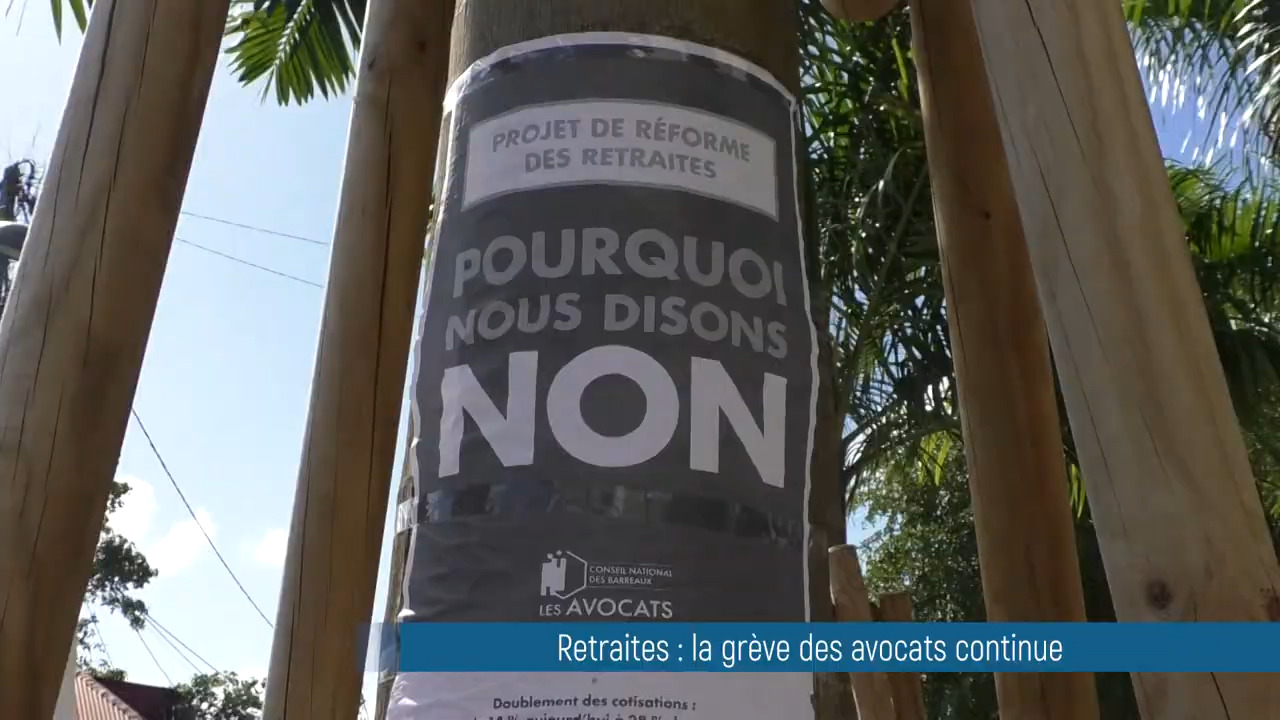 PROJET DE RÉFORME
DES RETRAITES
POURQUOI
NOUS DISONS
NON
CONSEIL NATIONAL
DES BARREAUX
LES AVOCATS
Retraites : la grève des avocats continue
Doublement des cotisations :